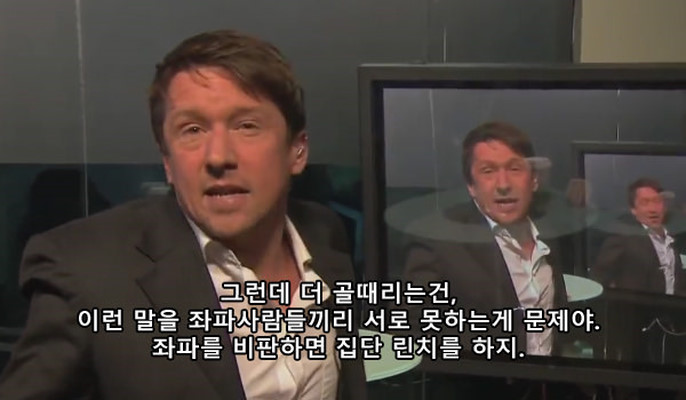 그런데 더 골때리는건,
이런 말을 좌파사람들끼리 서로 못하는게 문제야.
좌파를 비판하면 집단 린치를 하지.